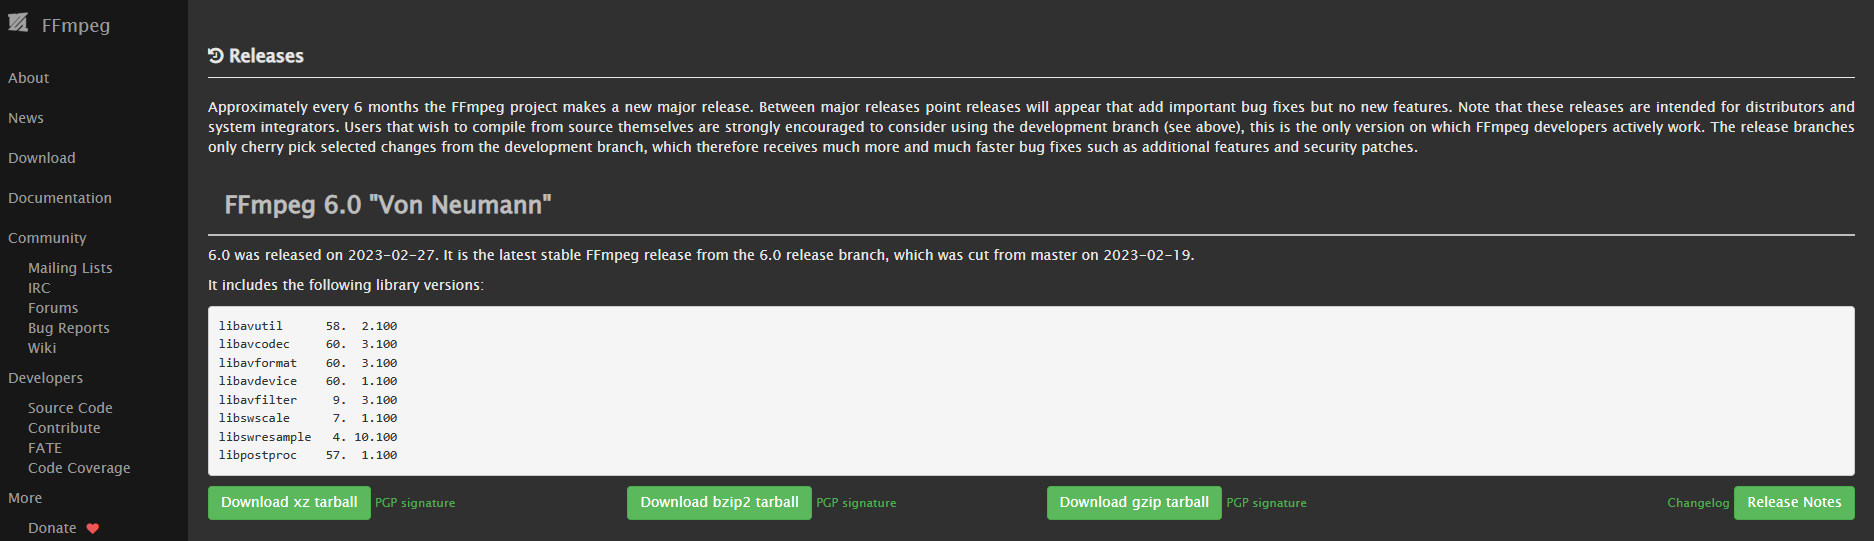 FFmpeg
About
News
Download
Documentation
Community
Mailing Lists
IRC
Forums
Bug Reports
Wiki
Developers
Source Code
Contribute
FATE
Code Coverage
More
Donate
Releases
Approximately every 6 months the FFmpeg project makes a new major release. Between major releases point releases will appear that add important bug fixes but no new features. Note that these releases are intended for distributors and
system integrators. Users that wish to compile from source themselves are strongly encouraged to consider using the development branch (see above), this is the only version on which FFmpeg developers actively work. The release branches
only cherry pick selected changes from the development branch, which therefore receives much more and much faster bug fixes such as additional features and security patches.
FFmpeg 6.0 "Von Neumann"
6.0 was released on 2023-02-27. It is the latest stable FFmpeg release from the 6.0 release branch, which was cut from master on 2023-02-19.
It includes the following library versions:
libavutil      58.  2.100
libavcodec     60.  3.100
libavformat    60.  3.100
libavdevice    60.  1.100
libavfilter     9.  3.100
libswscale      7.  1.100
libswresample   4. 10.100
libpostproc    57.  1.100
Download xz tarball PGP signature Download bzip2 tarball PGP signature Download gzip tarball PGP signature Changelog Release Notes